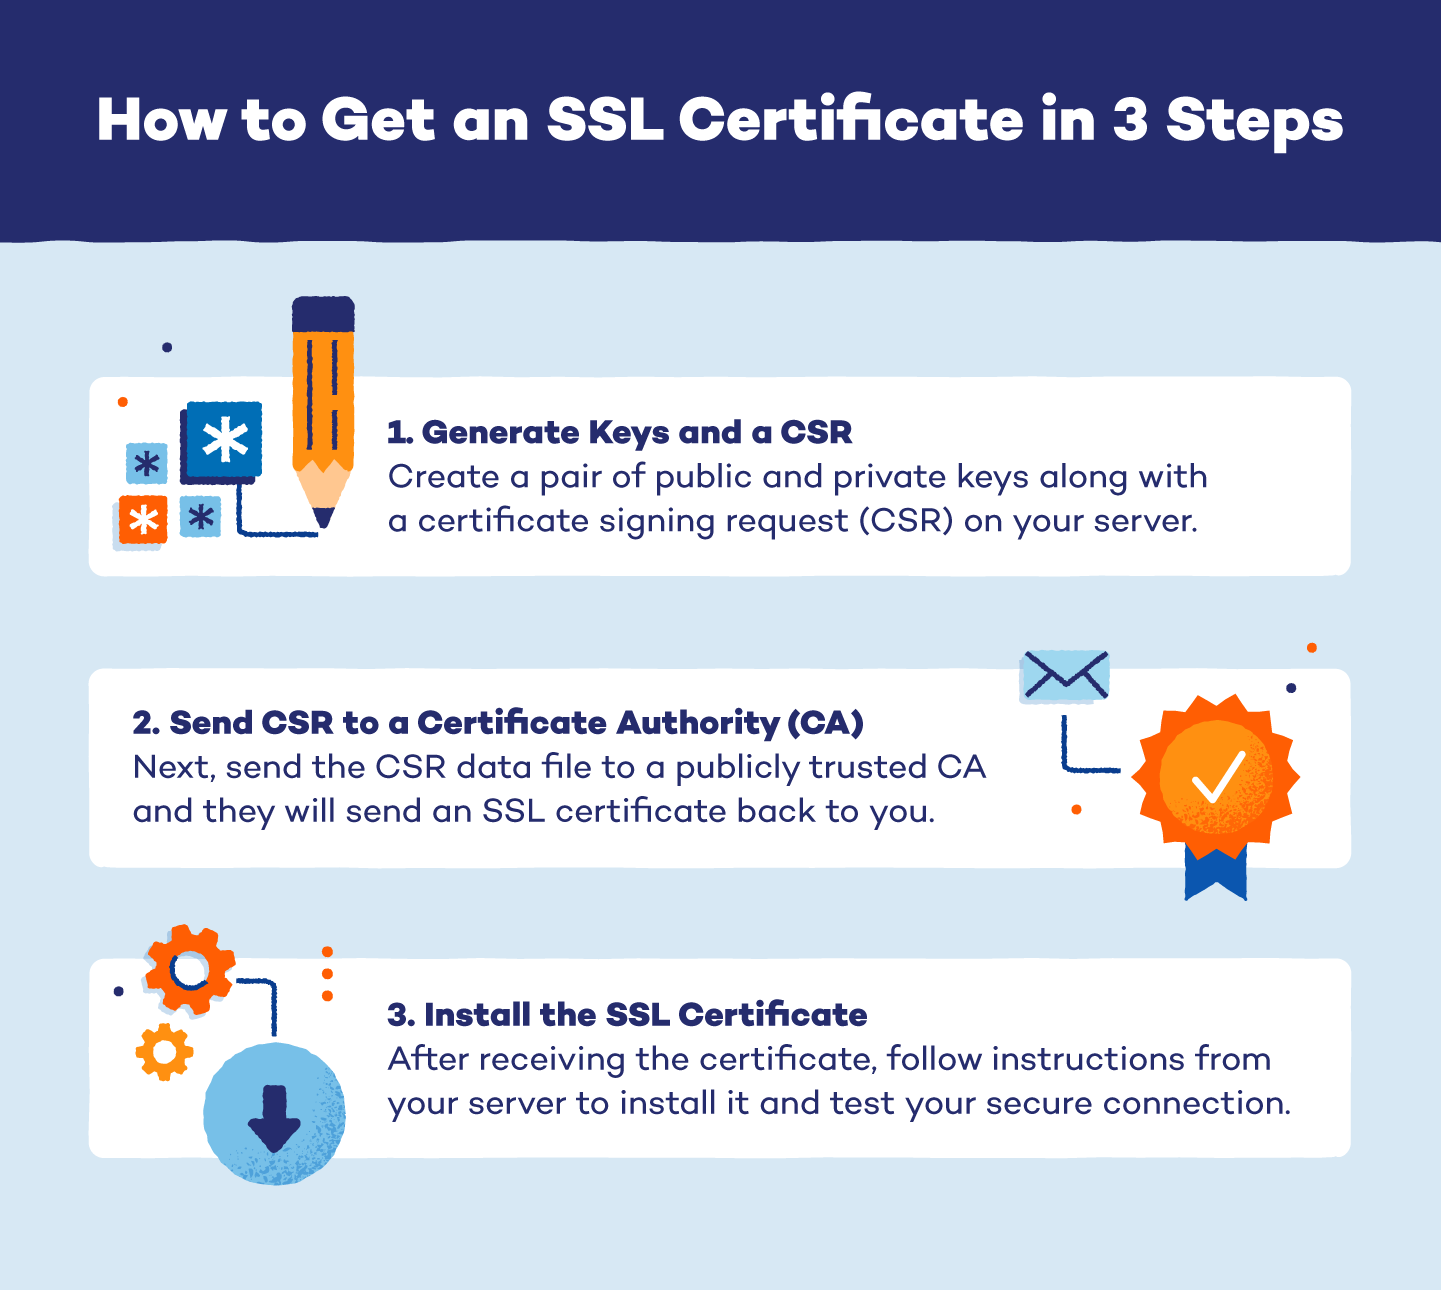 How to Get an SSL Certificate in 3 Steps
1. Generate Keys and a CSR
Create a pair of public and private keys along with
a certificate signing request (CSR) on your server.
2. Send CSR to a Certificate Authority (CA)
Next, send the CSR data file to a publicly trusted CA
and they will send an SSL certificate back to you.
3. Install the SSL Certificate
After receiving the certificate, follow instructions from
your server to install it and test your secure connection.